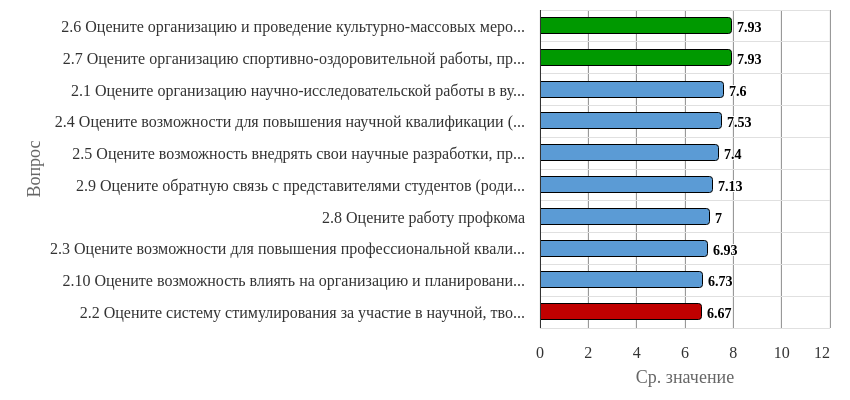 2.6 Оцените организацию и проведение культурно-массовых меро... 7.93
2.7 Оцените организацию спортивно-оздоровительной работы, пр... 7.93
2.1 Оцените организацию научно-исследовательской работы в ву... 7.6
2.4 Оцените возможности для повышения научной квалификации (... 7.53
2.5 Оцените возможность внедрять свои научные разработки, пр... 7.4
2.9 Оцените обратную связь с представителями студентов (роди... 7.13
2.8 Оцените работу профкома 7
2.3 Оцените возможности для повышения профессиональной квали... 6.93
2.10 Оцените возможность влиять на организацию и планировани... 6.73
2.2 Оцените систему стимулирования за участие в научной, тво... 6.67
Вопрос
0 2 4 6 8 10 12
Ср. значение